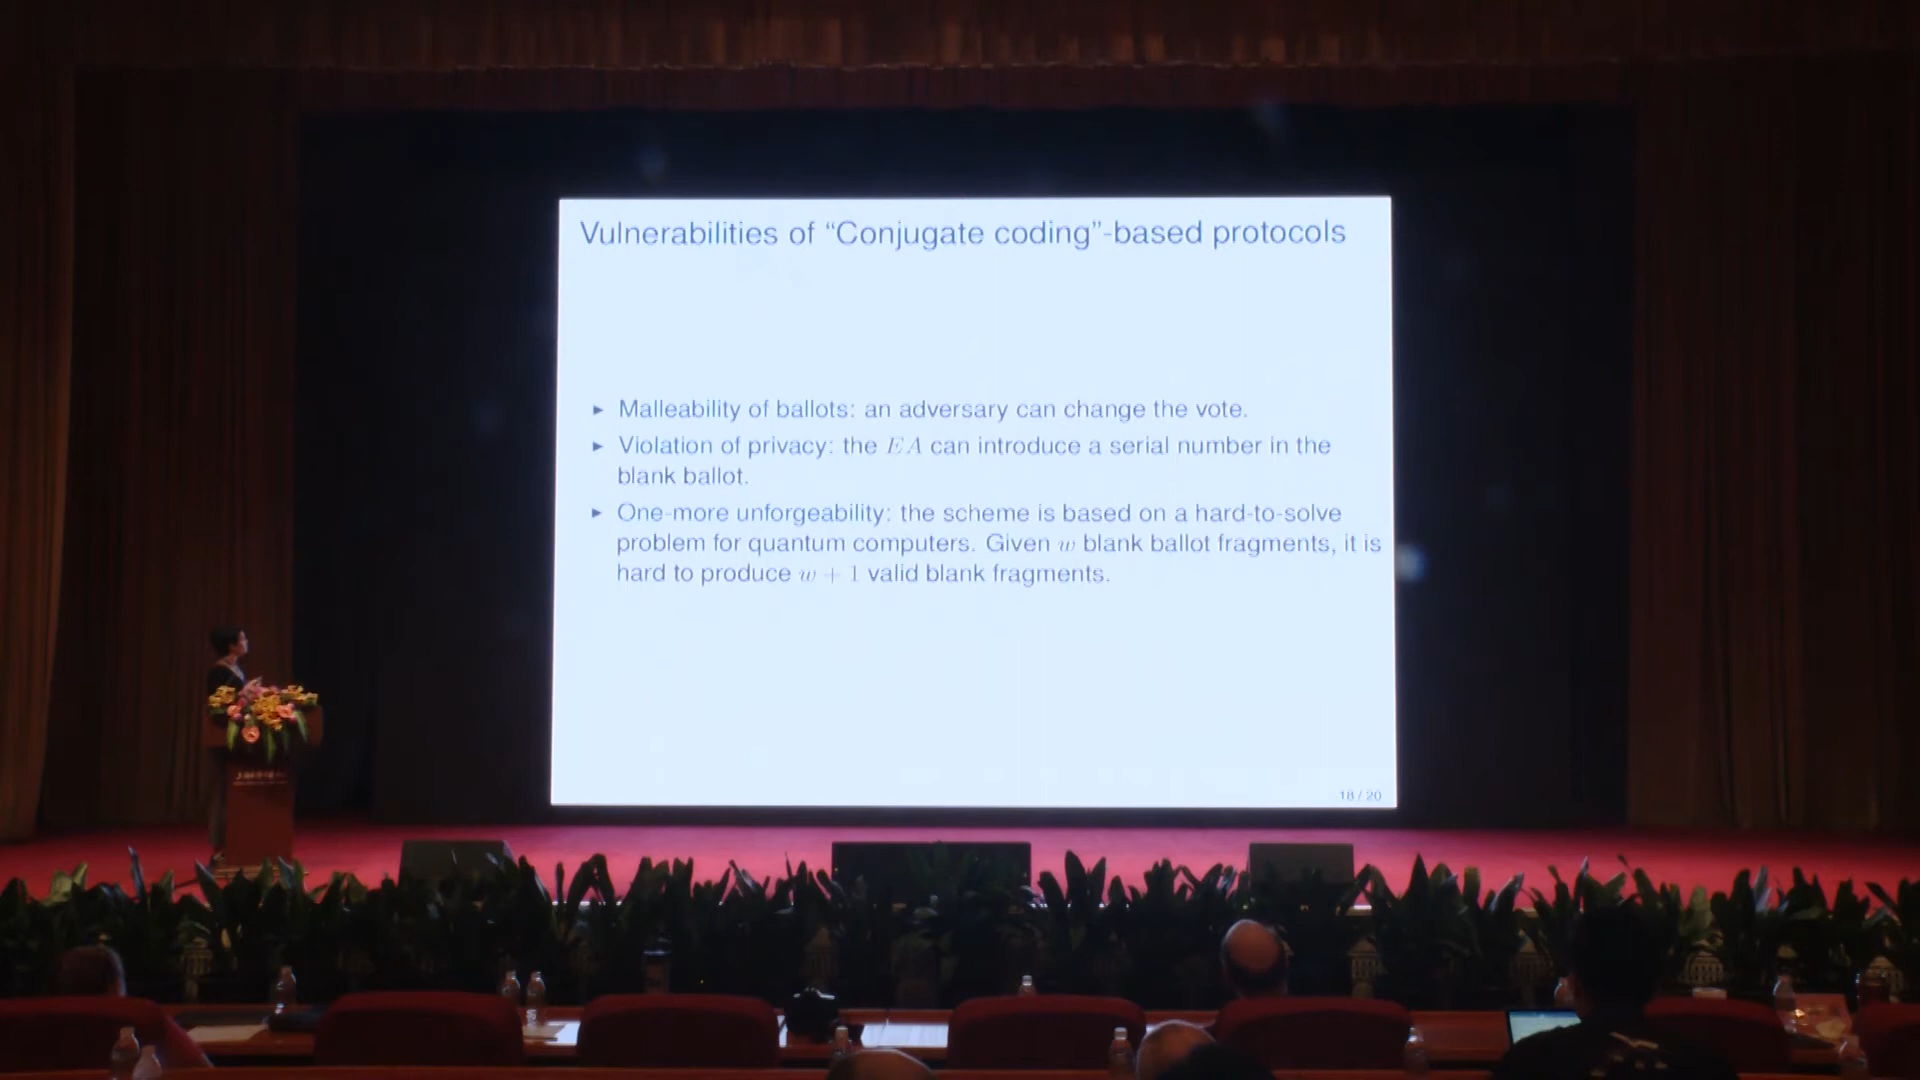 Vulnerabilities of “Conjugate coding”-based protocols
▸ Malleability of ballots: an adversary can change the vote.
▸ Violation of privacy: the EA can introduce a serial number in the
blank ballot.
▸ One-more unforgeability: the scheme is based on a hard-to-solve
problem for quantum computers. Given w blank ballot fragments, it is
hard to produce w + 1 valid blank fragments.
18 / 20